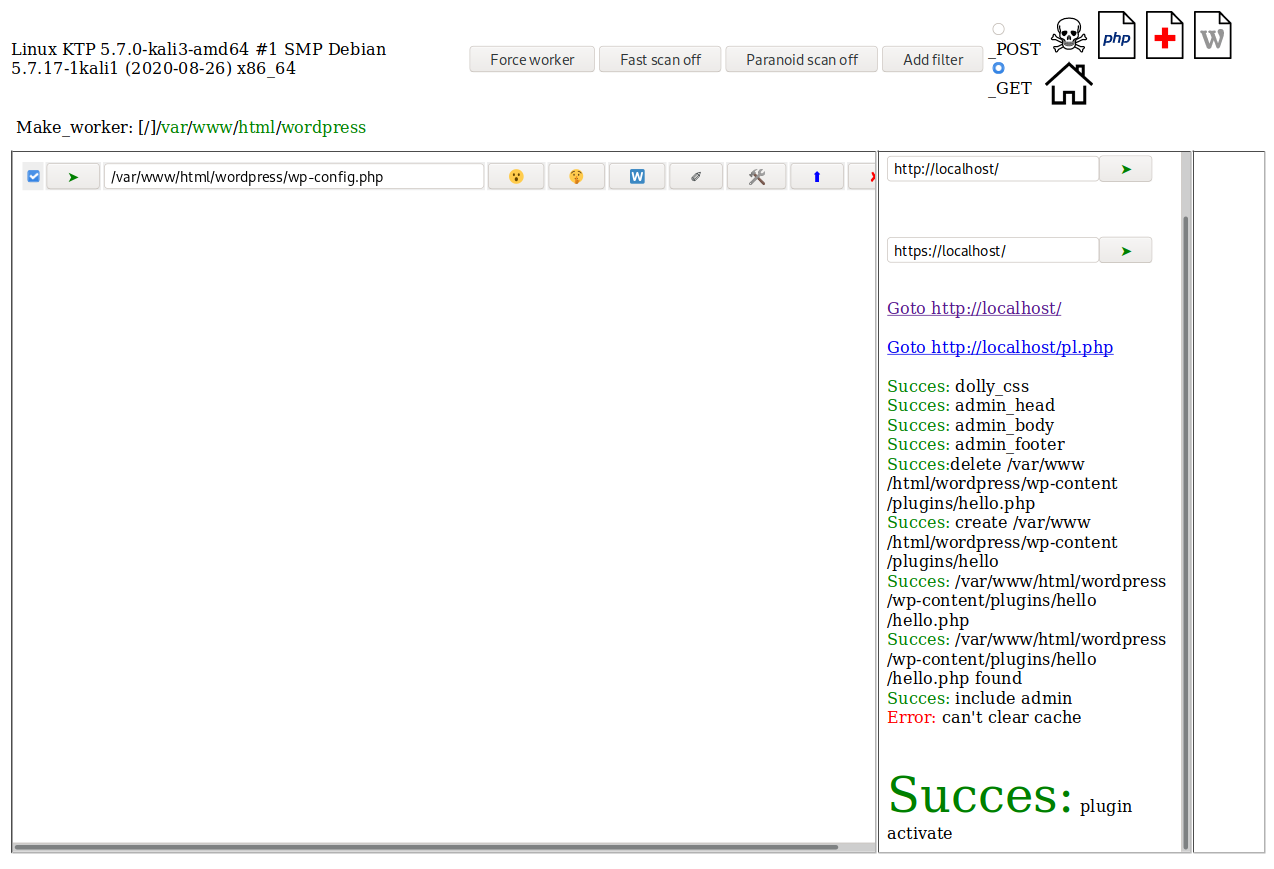 Linux KTP 5.7.0-kali3-amd64 #1 SMP Debian
5.7.17-1kali1 (2020-08-26) x86_64
Force worker
Fast scan off
Paranoid scan off
Add filter
_POST
_GET
php
W
Make_worker: [/]/var/www/html/wordpress
➤
/var/www/html/wordpress/wp-config.php
W
http://localhost/
➤
https://localhost/
➤
Goto http://localhost/
Goto http://localhost/pl.php
Succes: dolly_css
Succes: admin_head
Succes: admin_body
Succes: admin_footer
Succes:delete /var/www
/html/wordpress/wp-content
/plugins/hello.php
Succes: create /var/www
/html/wordpress/wp-content
/plugins/hello
Succes: /var/www/html/wordpress
/wp-content/plugins/hello
/hello.php
Succes: /var/www/html/wordpress
/wp-content/plugins/hello
/hello.php found
Succes: include admin
Error: can't clear cache
Succes: plugin
activate